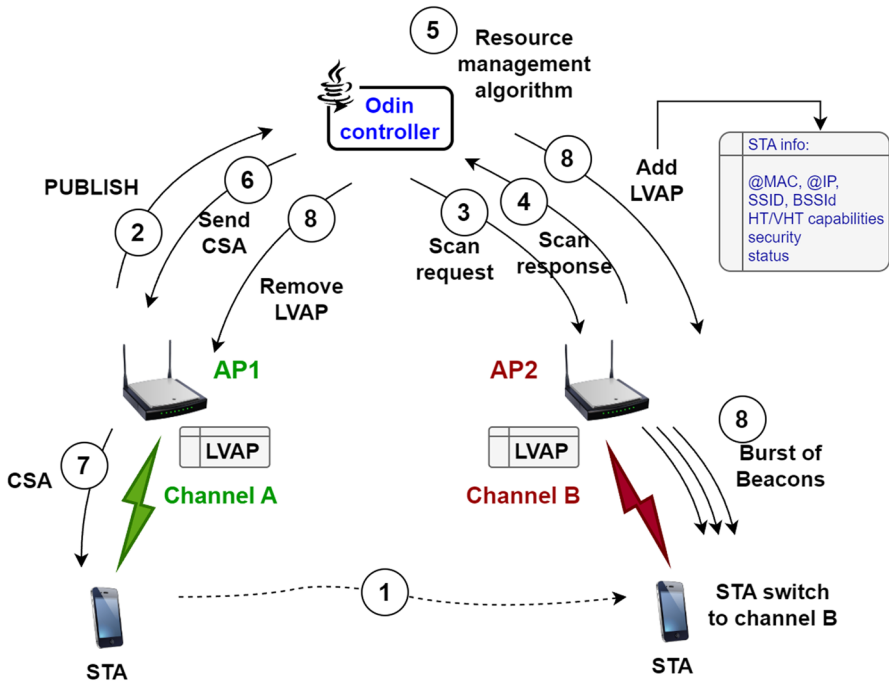 5
Resource
management
algorithm
Odin
controller
PUBLISH
2
6
Send
CSA
8
Remove
LVAP
3
Scan
request
4
Scan
response
8
Add
LVAP
STA info:
@MAC, @IP,
SSID, BSSId
HT/VHT capabilities
security
status
AP1
LVAP
Channel A
AP2
LVAP
Channel B
8
Burst of
Beacons
CSA
7
1
STA
STA
STA switch
to channel B